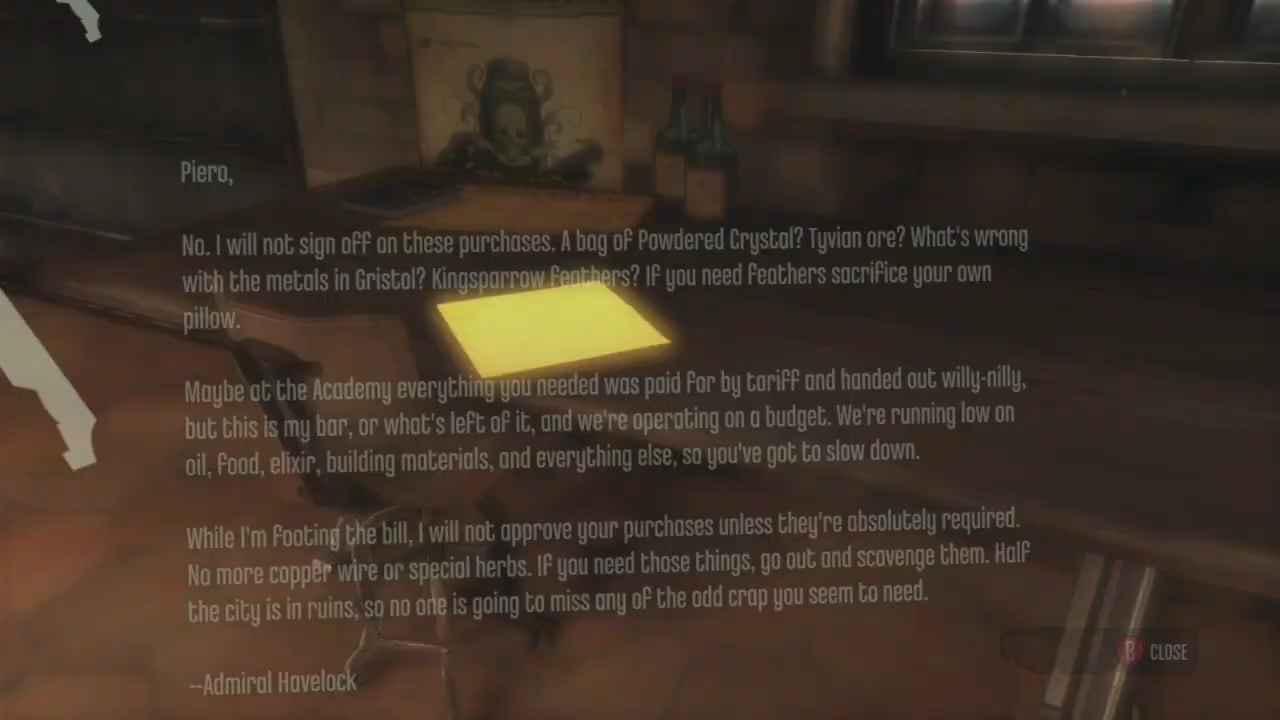 Piero,
No. I will not sign off on these purchases. A bag of Powdered Crystal? Tyvian ore? What's wrong
with the metals in Gristol? Kingsparrow feathers? If you need feathers sacrifice your own
pillow.
Maybe at the Academy everything you needed was paid for by tariff and handed out willy-nilly,
but this is my bar, or what's left of it, and we're operating on a budget. We're running low on
oil, food, elixir, building materials, and everything else, so you've got to slow down.
While I'm footing the bill, I will not approve your purchases unless they're absolutely required.
No more copper wire or special herbs. If you need those things, go out and scavenge them. Half
the city is in ruins, so no one is going to miss any of the odd crap you seem to need.
--Admiral Havelock
B CLOSE